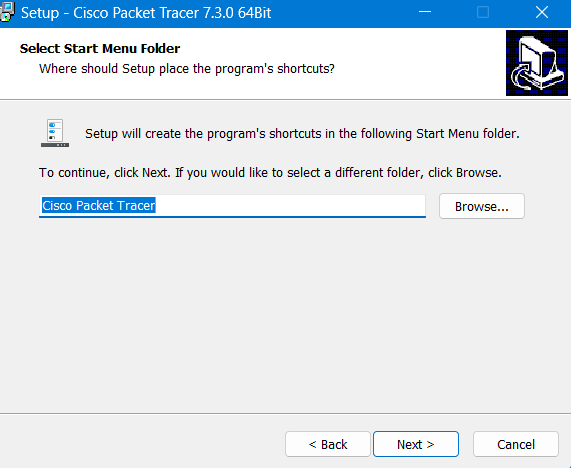 Setup - Cisco Packet Tracer 7.3.0 64Bit
Select Start Menu Folder
Where should Setup place the program's shortcuts?
Setup will create the program's shortcuts in the following Start Menu folder.
To continue, click Next. If you would like to select a different folder, click Browse.
Cisco Packet Tracer
Browse...
< Back
Next >
Cancel